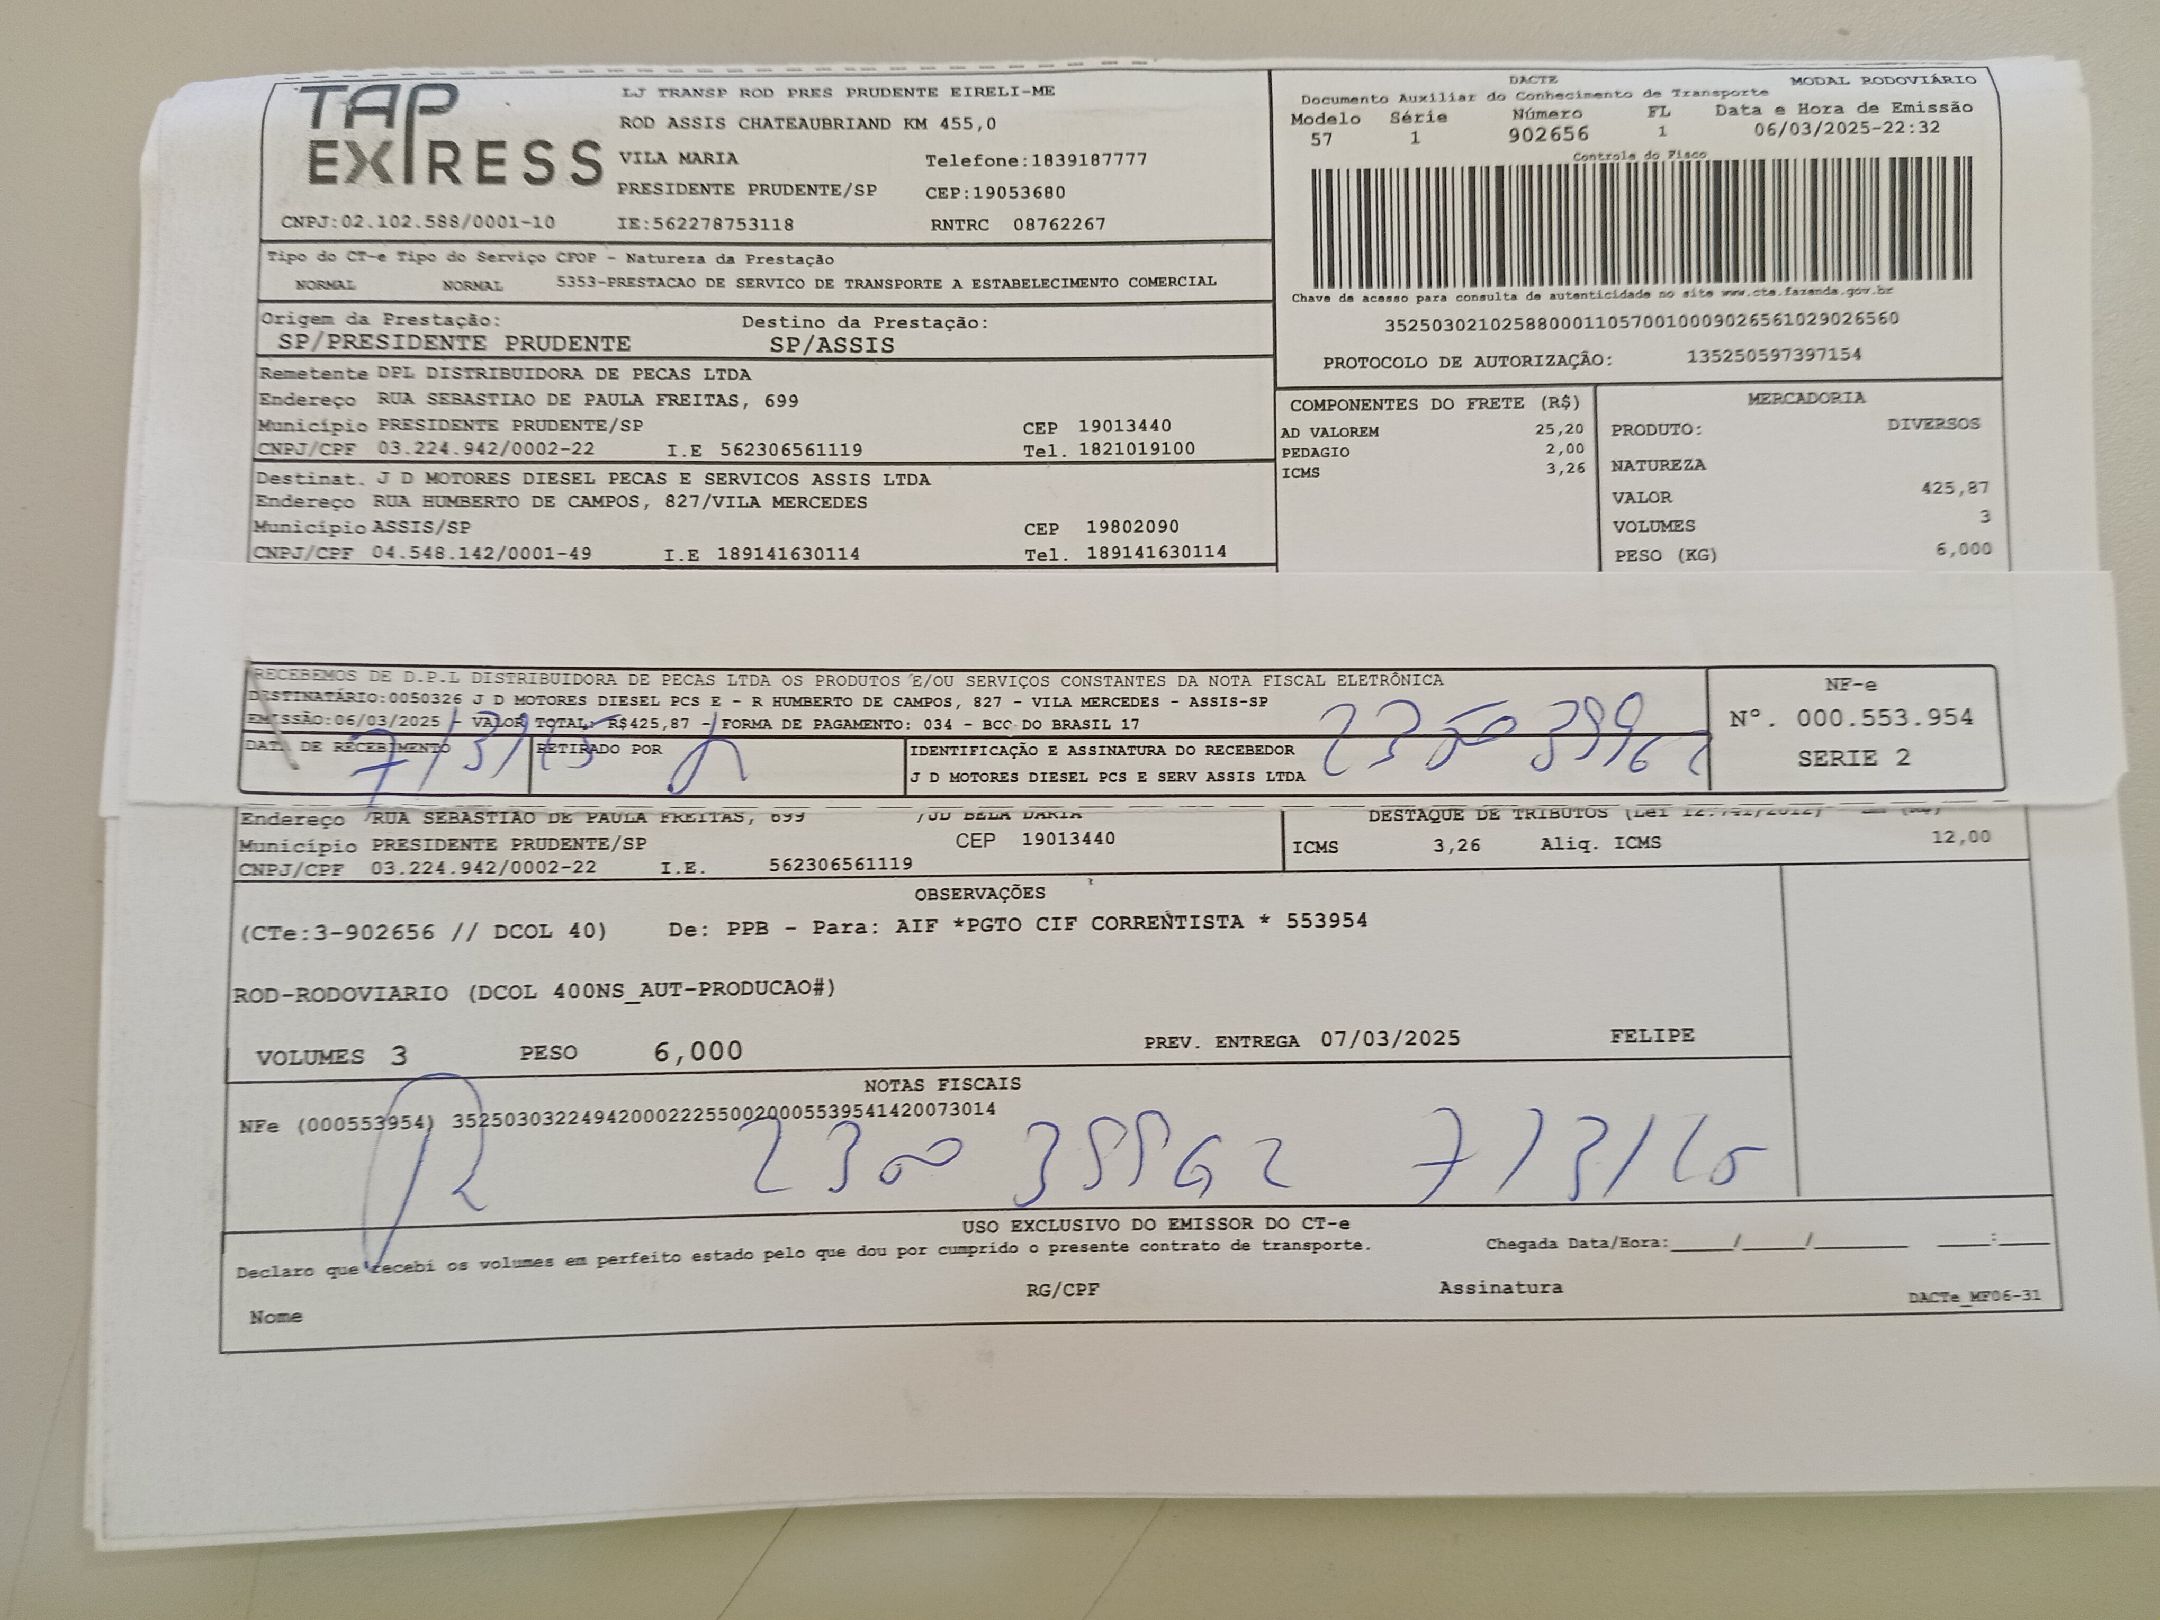 TAP EXPRESS
LJ TRANSP ROD PRES PRUDENTE EIRELI-ME
ROD ASSIS CHATEAUBRIAND KM 455,0
VILA MARIA Telefone:1839187777
PRESIDENTE PRUDENTE/SP CEP:19053680
CNPJ:02.102.588/0001-10 IE:562278753118 RNTRC 08762267
DACTE MODAL RODOVIÁRIO
Documento Auxiliar do Conhecimento de Transporte
Modelo Série Número FL Data e Hora de Emissão
57 1 902656 1 06/03/2025-22:32
Controle do Fisco
Chave de acesso para consulta de autenticidade no site www.cte.fazenda.gov.br
35250302102588000110570010009026561029026560
PROTOCOLO DE AUTORIZAÇÃO: 135250597397154
Tipo do CT-e Tipo do Serviço CFOP - Natureza da Prestação
NORMAL NORMAL 5353-PRESTACAO DE SERVICO DE TRANSPORTE A ESTABELECIMENTO COMERCIAL
Origem da Prestação: Destino da Prestação:
SP/PRESIDENTE PRUDENTE SP/ASSIS
Remetente DPL DISTRIBUIDORA DE PECAS LTDA
Endereço RUA SEBASTIAO DE PAULA FREITAS, 699
Município PRESIDENTE PRUDENTE/SP CEP 19013440
CNPJ/CPF 03.224.942/0002-22 I.E 562306561119 Tel. 1821019100
Destinat. J D MOTORES DIESEL PECAS E SERVICOS ASSIS LTDA
Endereço RUA HUMBERTO DE CAMPOS, 827/VILA MERCEDES
Município ASSIS/SP CEP 19802090
CNPJ/CPF 04.548.142/0001-49 I.E 189141630114 Tel. 189141630114
COMPONENTES DO FRETE (R$)
AD VALOREM 25,20
PEDAGIO 2,00
ICMS 3,26
MERCADORIA
PRODUTO: DIVERSOS
NATUREZA
VALOR 425,87
VOLUMES 3
PESO (KG) 6,000
RECEBEMOS DE D.P.L DISTRIBUIDORA DE PECAS LTDA OS PRODUTOS E/OU SERVIÇOS CONSTANTES DA NOTA FISCAL ELETRÔNICA
DESTINATÁRIO:0050326 J D MOTORES DIESEL PCS E - R HUMBERTO DE CAMPOS, 827 - VILA MERCEDES - ASSIS-SP
EMISSÃO:06/03/2025 - VALOR TOTAL: R$425,87 - FORMA DE PAGAMENTO: 034 - BCC DO BRASIL 17
DATA DE RECEBIMENTO RETIRADO POR IDENTIFICAÇÃO E ASSINATURA DO RECEBEDOR
J D MOTORES DIESEL PCS E SERV ASSIS LTDA
7/3/25
NF-e
Nº. 000.553.954
SERIE 2
Endereço RUA SEBASTIAO DE PAULA FREITAS, 699
Município PRESIDENTE PRUDENTE/SP CEP 19013440
CNPJ/CPF 03.224.942/0002-22 I.E. 562306561119
DESTAQUE DE TRIBUTOS
ICMS 3,26 Aliq. ICMS 12,00
OBSERVAÇÕES
(CTe:3-902656 // DCOL 40) De: PPB - Para: AIF *PGTO CIF CORRENTISTA * 553954
ROD-RODOVIARIO (DCOL 400NS_AUT-PRODUCAO#)
VOLUMES 3 PESO 6,000 PREV. ENTREGA 07/03/2025 FELIPE
NOTAS FISCAIS
NFe (000553954) 35250303224942000222550020005539541420073014
7/3/25
USO EXCLUSIVO DO EMISSOR DO CT-e
Declaro que recebi os volumes em perfeito estado pelo que dou por cumprido o presente contrato de transporte. Chegada Data/Hora:_____/_____/_______ ____:____
Nome RG/CPF Assinatura
DACTe_MF06-31